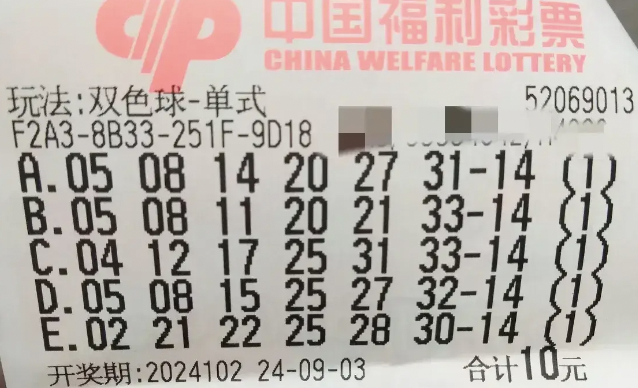 中国福利彩票
CHINA WELFARE LOTTERY
玩法:双色球-单式 52069013
F2A3-8B33-251F-9D18
A.05 08 14 20 27 31-14 (1)
B.05 08 11 20 21 33-14 (1)
C.04 12 17 25 31 33-14 (1)
D.05 08 15 25 27 32-14 (1)
E.02 21 22 25 28 30-14 (1)
开奖期:2024102 24-09-03 合计10元